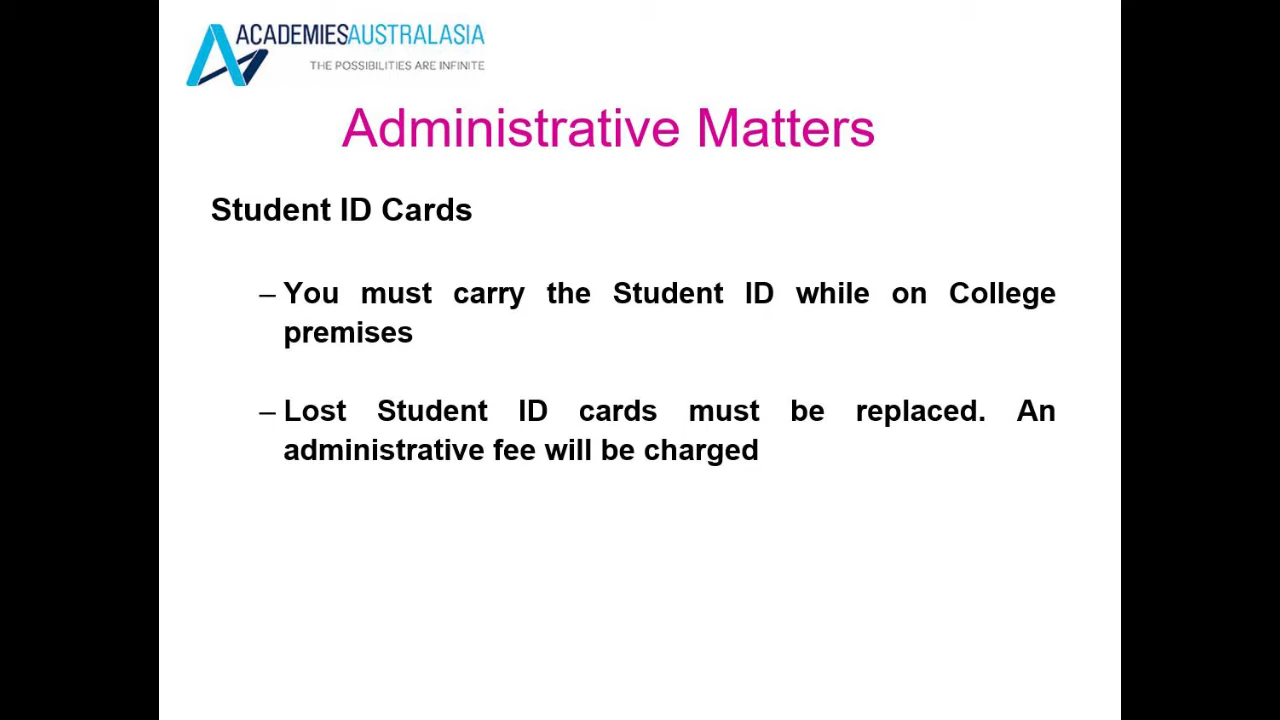 ACADEMIESAUSTRALASIA
THE POSSIBILITIES ARE INFINITE
Administrative Matters
Student ID Cards
– You must carry the Student ID while on College
premises
– Lost Student ID cards must be replaced. An
administrative fee will be charged